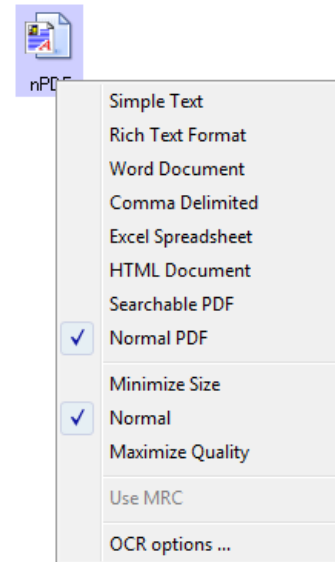 Simple Text
Rich Text Format
Word Document
Comma Delimited
Excel Spreadsheet
HTML Document
Searchable PDF
Normal PDF
Minimize Size
Normal
Maximize Quality
Use MRC
OCR options ...